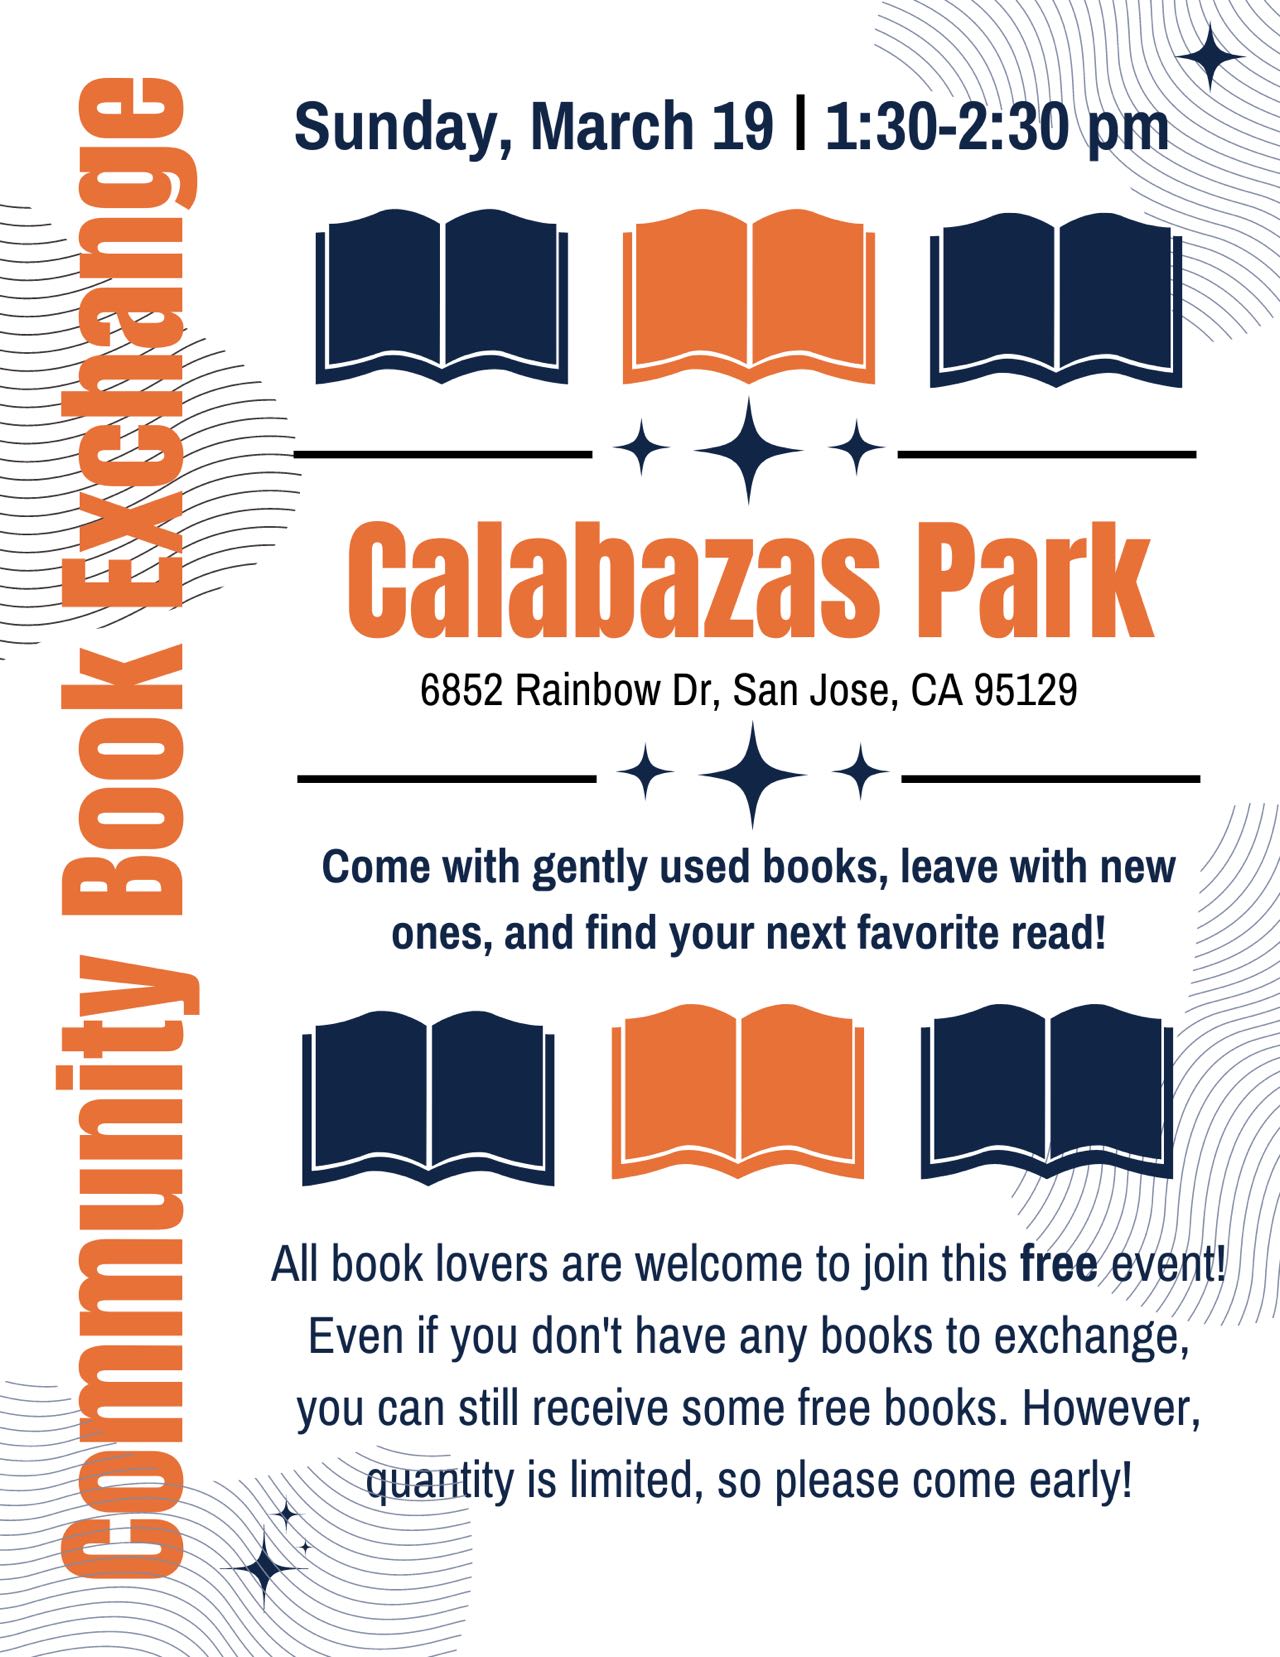 Community Book Exchange
Sunday, March 19 | 1:30-2:30 pm
Calabazas Park
6852 Rainbow Dr, San Jose, CA 95129
Come with gently used books, leave with new
ones, and find your next favorite read!
All book lovers are welcome to join this free event!
Even if you don't have any books to exchange,
you can still receive some free books. However,
quantity is limited, so please come early!